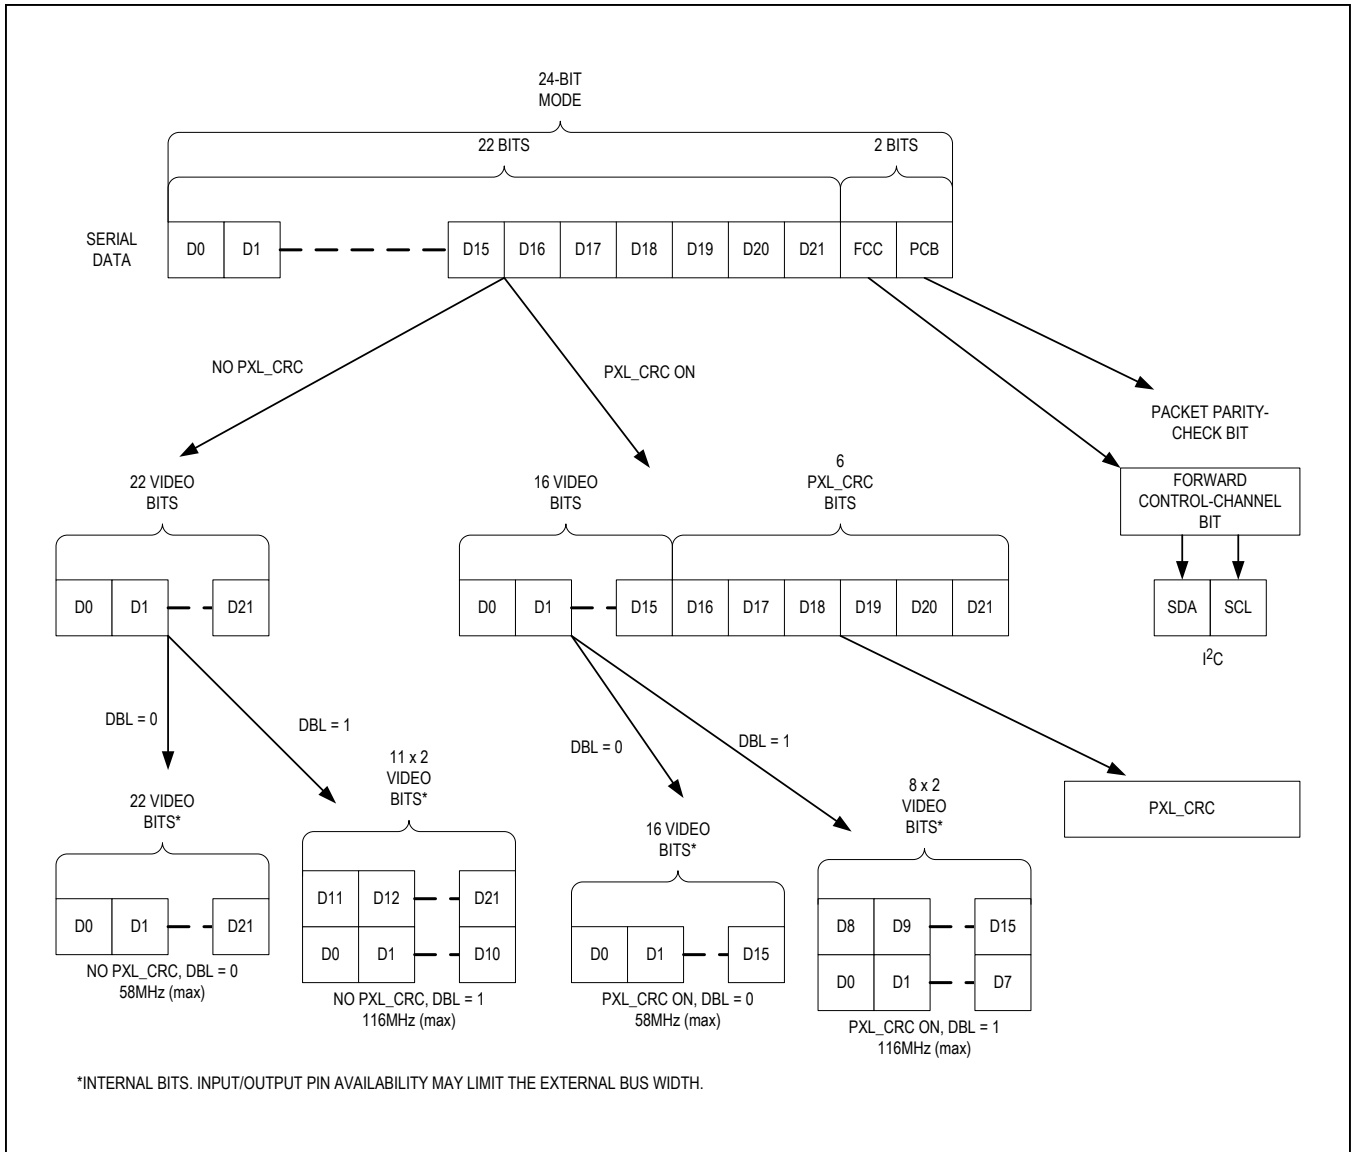 24-BIT
MODE
22 BITS
2 BITS
SERIAL
DATA
D0 D1 D15 D16 D17 D18 D19 D20 D21 FCC PCB
NO PXL_CRC
PXL_CRC ON
PACKET PARITY-
CHECK BIT
22 VIDEO
BITS
16 VIDEO
BITS
6
PXL_CRC
BITS
FORWARD
CONTROL-CHANNEL
BIT
D0 D1 D21
D0 D1 D15 D16 D17 D18 D19 D20 D21
SDA SCL
I²C
DBL = 0
DBL = 1
DBL = 0
DBL = 1
22 VIDEO
BITS*
11 x 2
VIDEO
BITS*
16 VIDEO
BITS*
8 x 2
VIDEO
BITS*
PXL_CRC
D0 D1 D21
NO PXL_CRC, DBL = 0
58MHz (max)
D11 D12 D21
D0 D1 D10
NO PXL_CRC, DBL = 1
116MHz (max)
D0 D1 D15
PXL_CRC ON, DBL = 0
58MHz (max)
D8 D9 D15
D0 D1 D7
PXL_CRC ON, DBL = 1
116MHz (max)
*INTERNAL BITS. INPUT/OUTPUT PIN AVAILABILITY MAY LIMIT THE EXTERNAL BUS WIDTH.